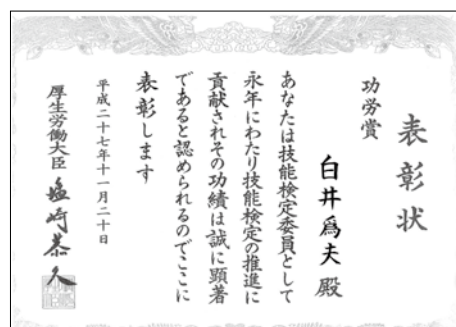 表彰状
功労賞
白井爲夫殿
あなたは技能検定委員として
永年にわたり技能検定の推進に
貢献されその功績は誠に顕著
であると認められるのでここに
表彰します
平成二十七年十一月二十日
厚生労働大臣 塩崎恭久